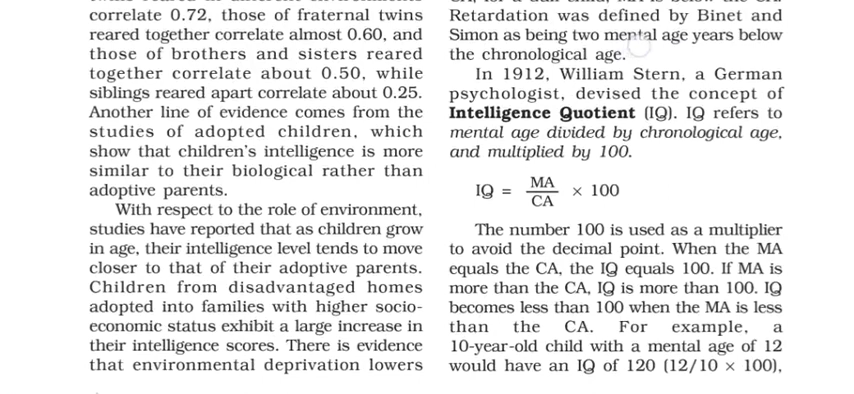 correlate 0.72, those of fraternal twins
reared together correlate almost 0.60, and
those of brothers and sisters reared
together correlate about 0.50, while
siblings reared apart correlate about 0.25.
Another line of evidence comes from the
studies of adopted children, which
show that children's intelligence is more
similar to their biological rather than
adoptive parents.
With respect to the role of environment,
studies have reported that as children grow
in age, their intelligence level tends to move
closer to that of their adoptive parents.
Children from disadvantaged homes
adopted into families with higher socio-
economic status exhibit a large increase in
their intelligence scores. There is evidence
that environmental deprivation lowers
Retardation was defined by Binet and
Simon as being two mental age years below
the chronological age.
In 1912, William Stern, a German
psychologist, devised the concept of
Intelligence Quotient (IQ). IQ refers to
mental age divided by chronological age,
and multiplied by 100.
IQ = MA/CA × 100
The number 100 is used as a multiplier
to avoid the decimal point. When the MA
equals the CA, the IQ equals 100. If MA is
more than the CA, IQ is more than 100. IQ
becomes less than 100 when the MA is less
than the CA. For example, a
10-year-old child with a mental age of 12
would have an IQ of 120 (12/10 × 100),